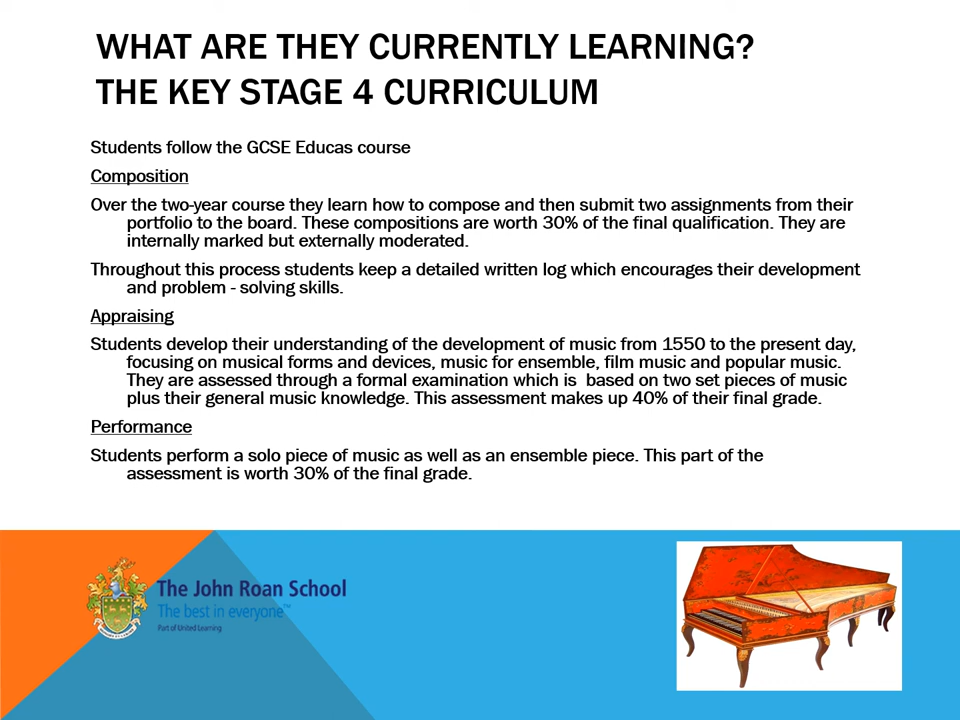 WHAT ARE THEY CURRENTLY LEARNING?
THE KEY STAGE 4 CURRICULUM
Students follow the GCSE Educas course
Composition
Over the two-year course they learn how to compose and then submit two assignments from their
portfolio to the board. These compositions are worth 30% of the final qualification. They are
internally marked but externally moderated.
Throughout this process students keep a detailed written log which encourages their development
and problem - solving skills.
Appraising
Students develop their understanding of the development of music from 1550 to the present day,
focusing on musical forms and devices, music for ensemble, film music and popular music.
They are assessed through a formal examination which is  based on two set pieces of music
plus their general music knowledge. This assessment makes up 40% of their final grade.
Performance
Students perform a solo piece of music as well as an ensemble piece. This part of the
assessment is worth 30% of the final grade.
The John Roan School
The best in everyone™
Part of United Learning